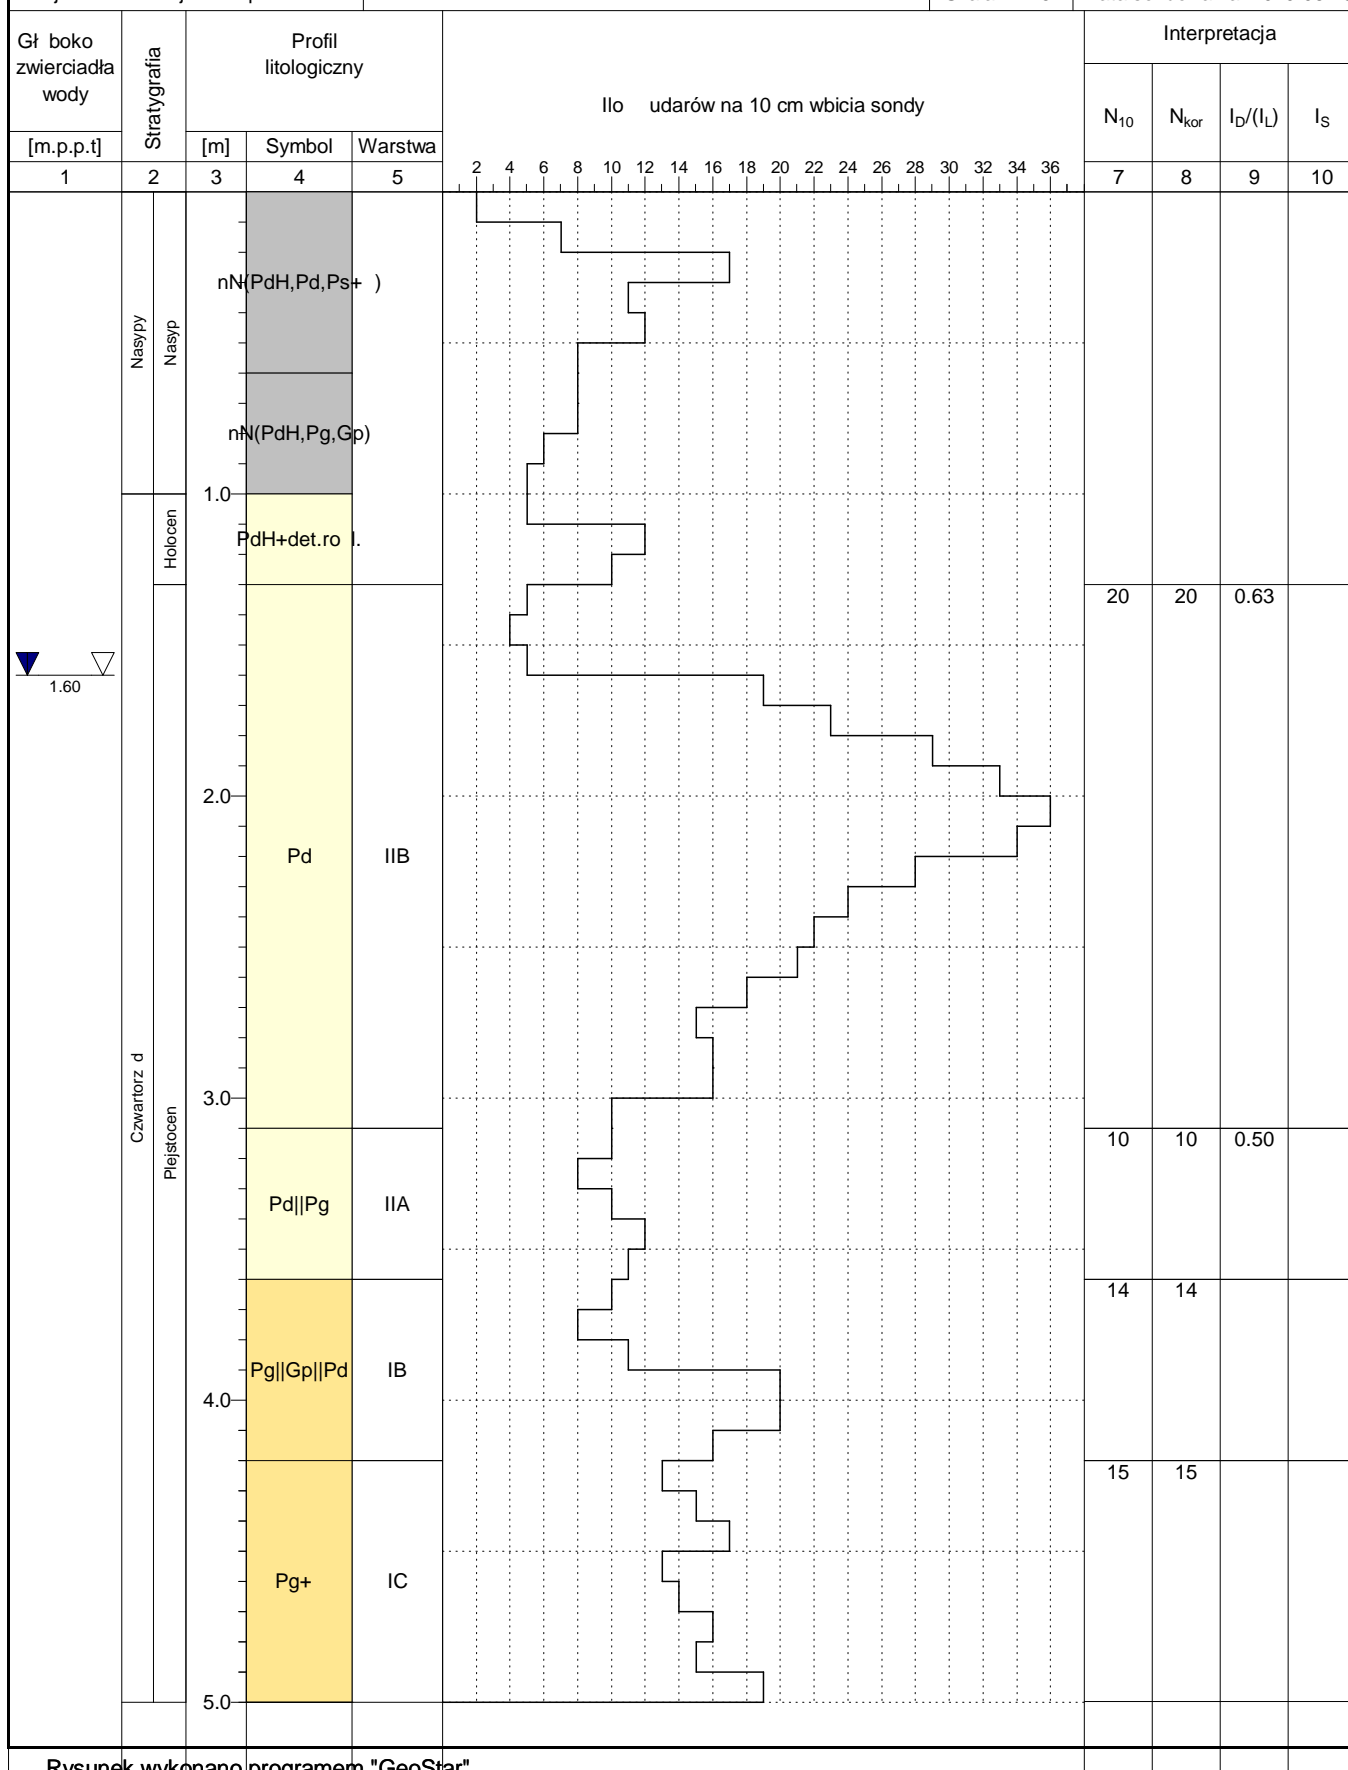 Gł boko
zwierciadła
wody
[m.p.p.t]
Stratygrafia
Profil
litologiczny
[m] Symbol Warstwa
Ilo udarów na 10 cm wbicia sondy
Interpretacja
N10 Nkor ID/(IL) IS
1 2 3 4 5 7 8 9 10
2 4 6 8 10 12 14 16 18 20 22 24 26 28 30 32 34 36
nN(PdH,Pd,Ps+ )
Nasypy Nasyp
nN(PdH,Pg,Gp)
1.0
Holocen
PdH+det.ro l.
20 20 0.63
1.60
2.0
Pd IIB
Czwartorz d
3.0
Plejstocen
10 10 0.50
Pd||Pg IIA
14 14
Pg||Gp||Pd IB
4.0
15 15
Pg+ IC
5.0
Rysunek wykonano programem "GeoStar"